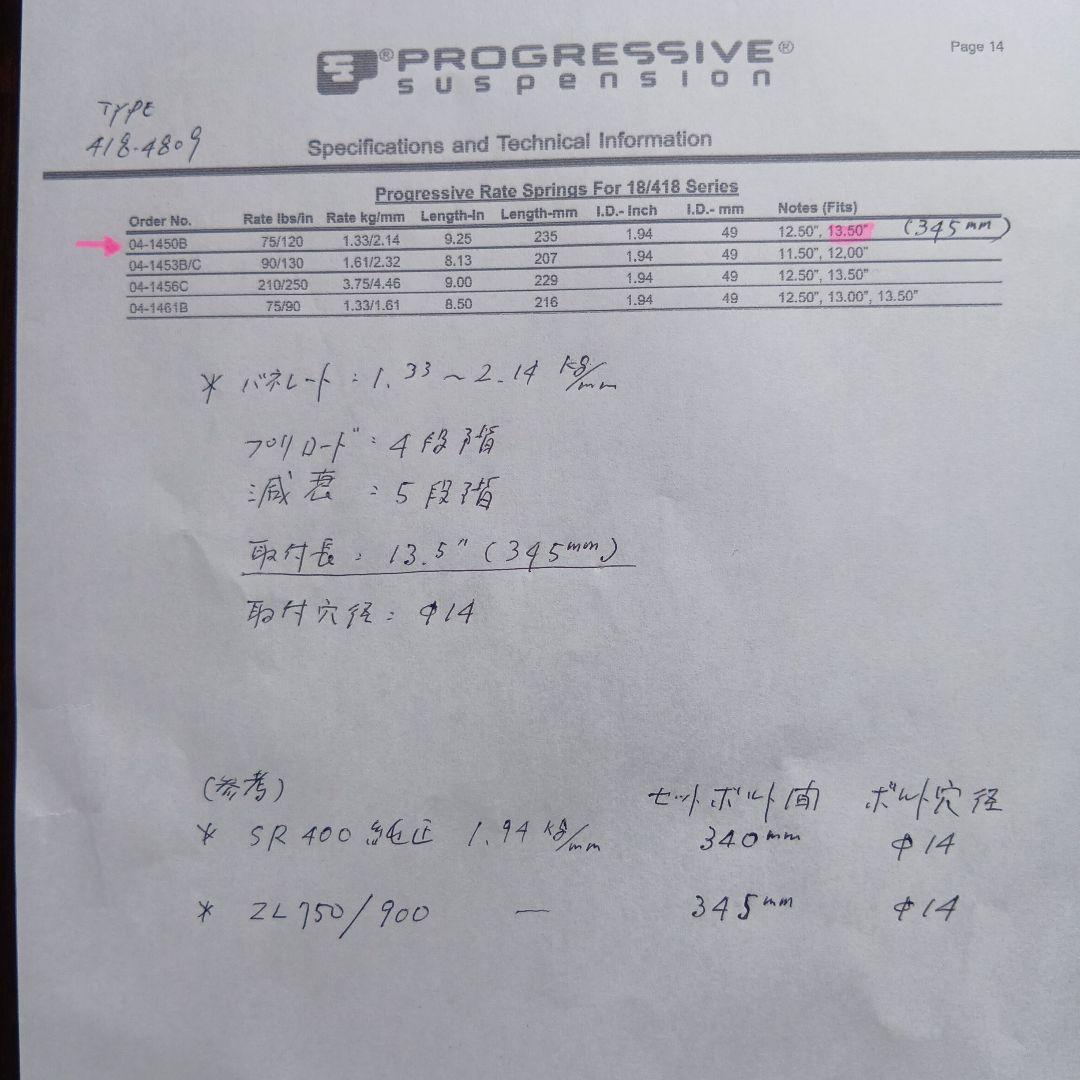 ®PROGRESSIVE®
suspension
Page 14
TYPE
418-4809
Specifications and Technical Information
Progressive Rate Springs For 18/418 Series
Order No. Rate lbs/in Rate kg/mm Length-in Length-mm I.D.- Inch I.D.- mm Notes (Fits)
04-1450B 75/120 1.33/2.14 9.25 235 1.94 49 12.50", 13.50" (345mm)
04-1453B/C 90/130 1.61/2.32 8.13 207 1.94 49 11.50", 12.00"
04-1456C 210/250 3.75/4.46 9.00 229 1.94 49 12.50", 13.50"
04-1461B 75/90 1.33/1.61 8.50 216 1.94 49 12.50", 13.00", 13.50"
* バネレート: 1.33 ~ 2.14 kg/mm
プリロード: 4段階
減衰: 5段階
取付長: 13.5" (345mm)
取付穴径: φ14
(参考) セットボルト間 ボルト穴径
* SR400 純正 1.94 kg/mm 340mm φ14
* ZL750/900 — 345mm φ14